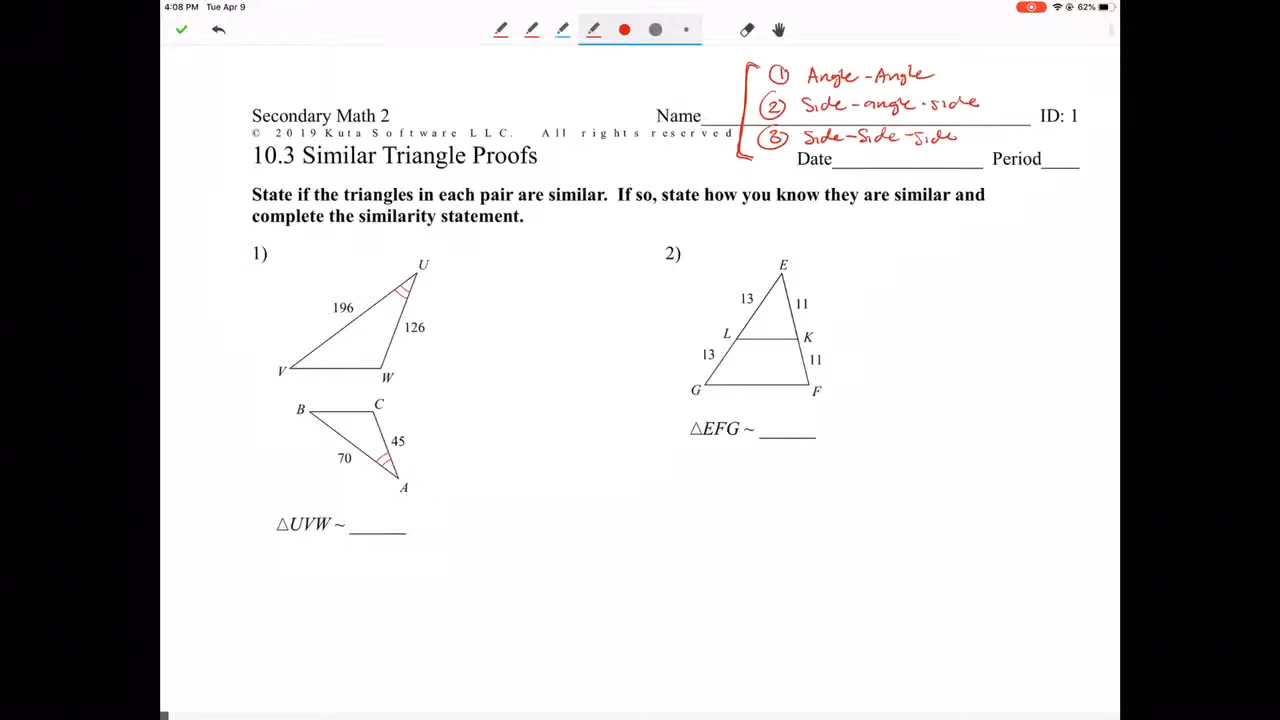 4:08 PM Tue Apr 9
62%
① Angle-Angle
② Side-angle-side
③ Side-Side-side
Secondary Math 2
Name
ID: 1
© 2019 Kuta Software LLC. All rights reserved
10.3 Similar Triangle Proofs
Date
Period
State if the triangles in each pair are similar. If so, state how you know they are similar and
complete the similarity statement.
1)
U
196
126
V
W
B
C
45
70
A
△UVW ~
2)
E
13
11
L
K
13
11
G
F
△EFG ~